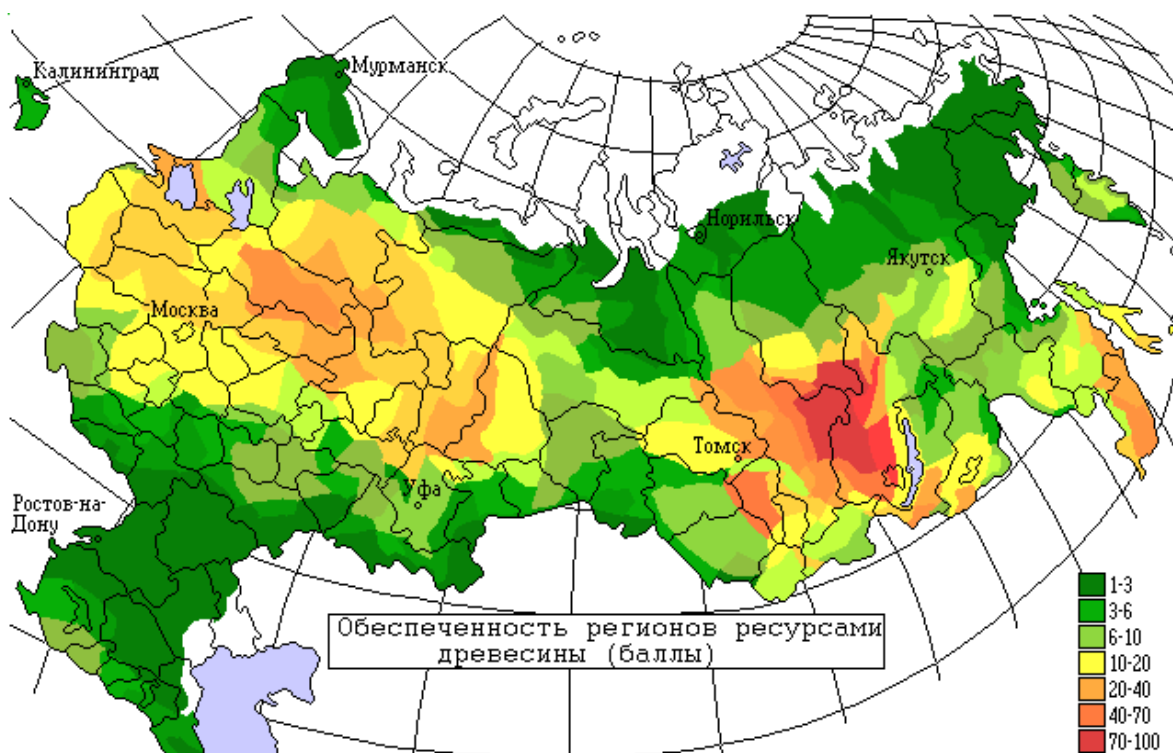 Калининград
Мурманск
Норильск
Якутск
Москва
Томск
Уфа
Ростов-на-
Дону
Обеспеченность регионов ресурсами
древесины (баллы)
1-3
3-6
6-10
10-20
20-40
40-70
70-100